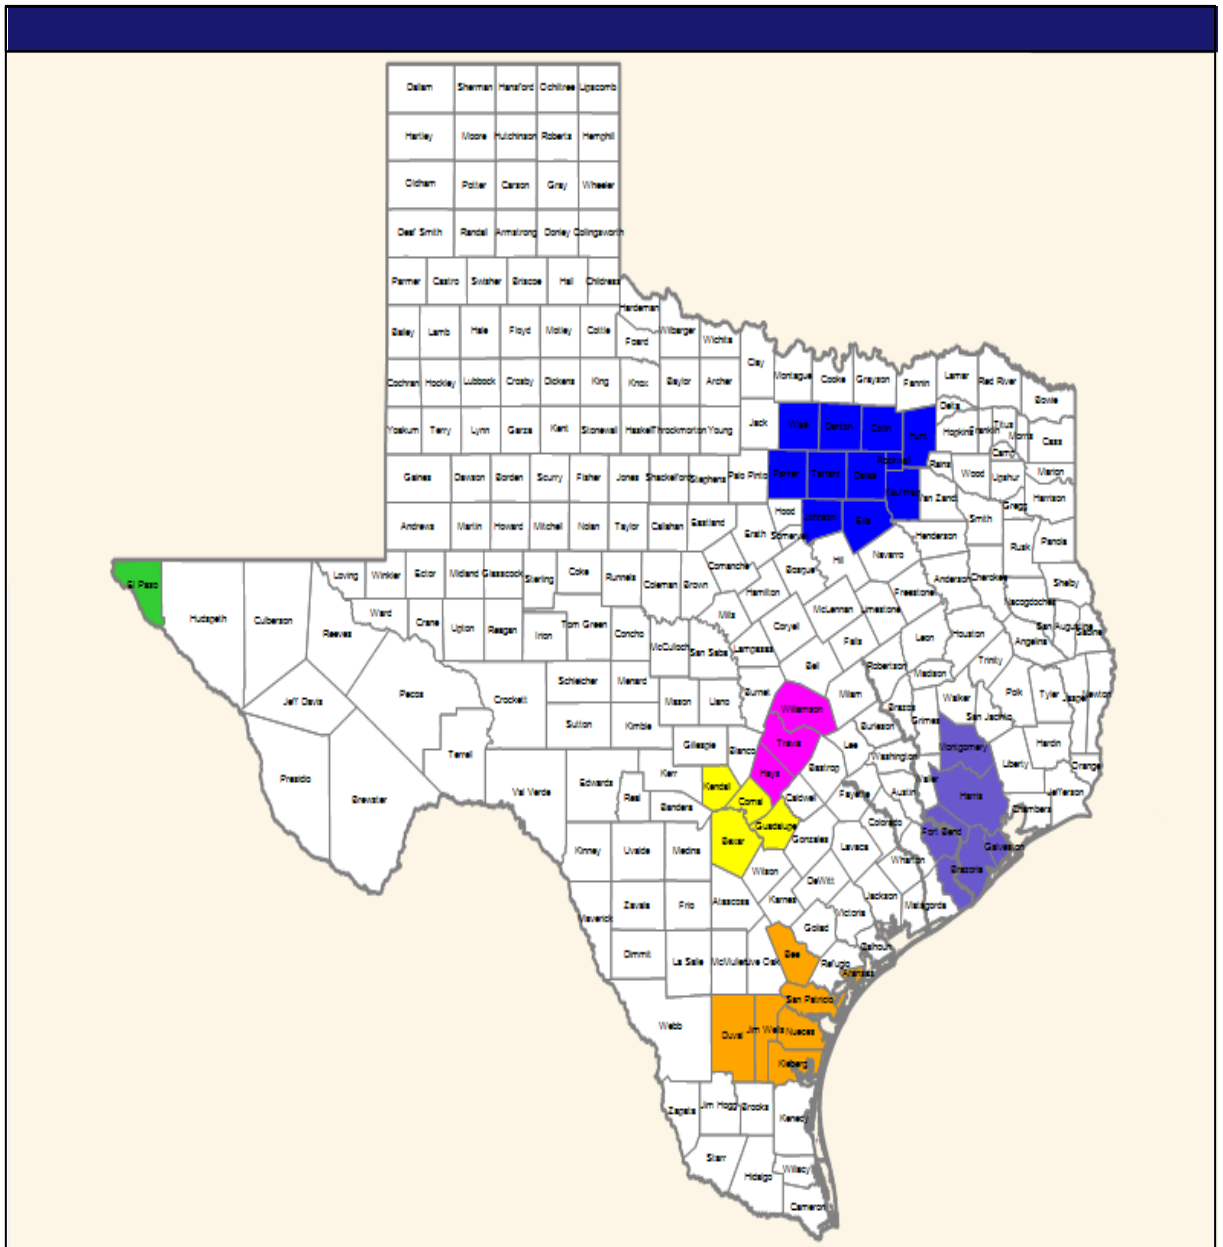 Dallam Sherman Hansford Ochiltree Lipscomb
Hartley Moore Hutchinson Roberts Hemphill
Oldham Potter Carson Gray Wheeler
Deaf Smith Randall Armstrong Donley Collingsworth
Parmer Castro Swisher Briscoe Hall Childress
Hardeman
Bailey Lamb Hale Floyd Motley Cottle Foard Wilbarger Wichita
Clay Montague Cooke Grayson Fannin Lamar Red River Bowie
Cochran Hockley Lubbock Crosby Dickens King Knox Baylor Archer
Delta
Yoakum Terry Lynn Garza Kent Stonewall Haskell Throckmorton Young Jack Wise Denton Collin Hunt Hopkins Franklin Titus Morris Cass
Camp
Rockwall Rains
Gaines Dawson Borden Scurry Fisher Jones Shackelford Stephens Palo Pinto Parker Tarrant Dallas Wood Upshur Marion
Kaufman Van Zand Harrison
Gregg
Andrews Martin Howard Mitchell Nolan Taylor Callahan Eastland Hood Johnson Ellis Smith
Erath Somervell Henderson Rusk Panola
El Paso Loving Winkler Ector Midland Glasscock Sterling Coke Runnels Coleman Brown Comanche Bosque Hill Navarro
Anderson Cherokee Shelby
Hamilton Freestone Nacogdoches
Hudspeth Culberson Reeves Ward Crane Upton Reagan Irion Tom Green Concho Mills McLennan Limestone
McCulloch San Saba Lampasas Coryell Falls Leon Houston Angelina San Augustine Sabine
Bell Robertson Madison Trinity
Jeff Davis Pecos Crockett Schleicher Menard Mason Llano Burnet Milam
Williamson Brazos Grimes Walker San Jacinto Polk Tyler Jasper Newton
Sutton Kimble Burleson
Terrell Gillespie Blanco Travis Lee Washington Montgomery Liberty Hardin
Presidio Brewster Val Verde Edwards Kerr Kendall Hays Bastrop Waller Orange
Real Bandera Comal Caldwell Fayette Austin Harris Chambers Jefferson
Guadalupe Colorado Fort Bend
Kinney Uvalde Medina Bexar Gonzales Lavaca Wharton Galveston
Wilson Brazoria
DeWitt
Maverick Zavala Frio Atascosa Karnes Jackson Matagorda
Victoria
Goliad
Dimmit La Salle McMullen Live Oak Bee Refugio Calhoun
Aransas
San Patricio
Webb Duval Jim Wells Nueces
Kleberg
Zapata Jim Hogg Brooks Kenedy
Starr Hidalgo Willacy
Cameron